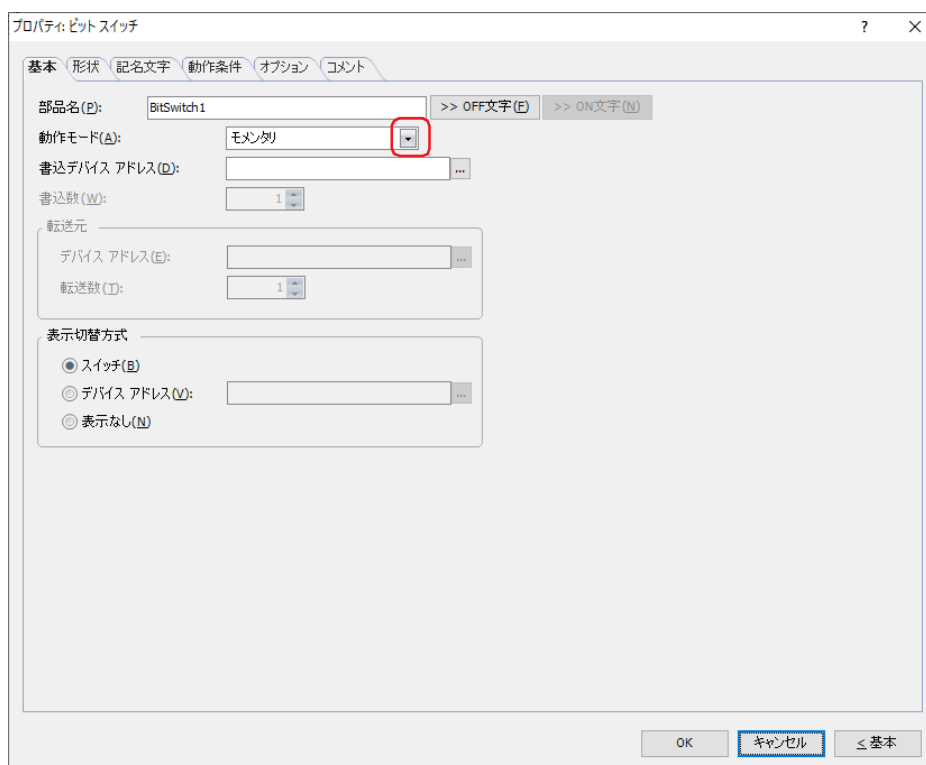 プロパティ: ビット スイッチ ?
基本 形状 記名文字 動作条件 オプション コメント
部品名(P): BitSwitch1 >> OFF文字(F) >> ON文字(N)
動作モード(A): モメンタリ
書込デバイス アドレス(D): ...
書込数(W): 1
転送元
デバイス アドレス(E): ...
転送数(T): 1
表示切替方式
スイッチ(B)
デバイス アドレス(V): ...
表示なし(N)
OK キャンセル < 基本